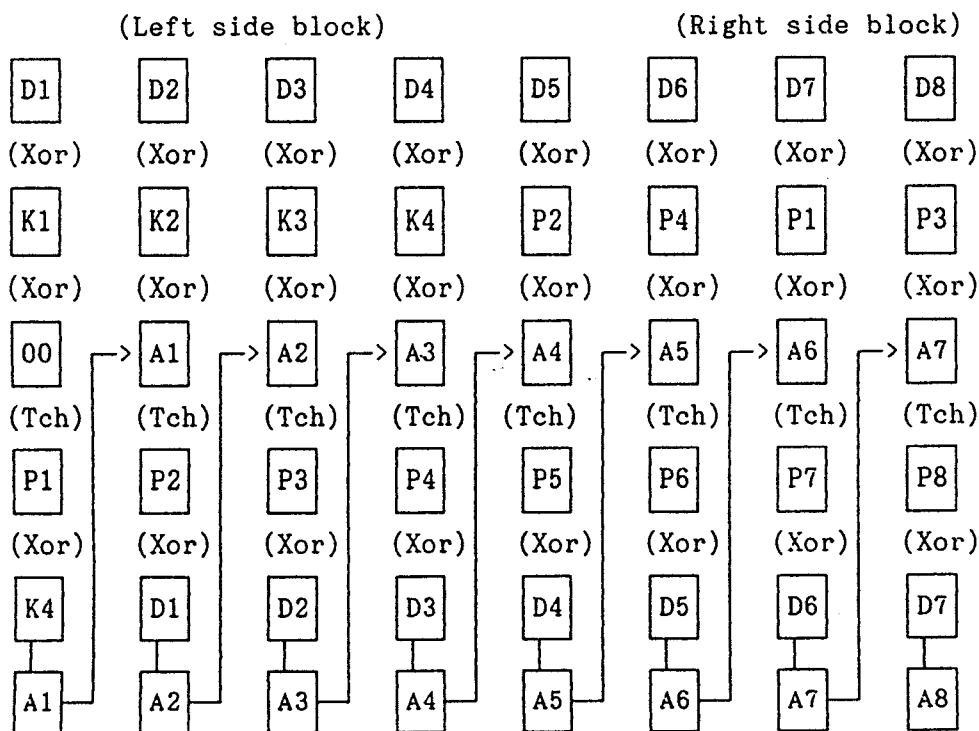 (Left side block) (Right side block)
D1 D2 D3 D4 D5 D6 D7 D8
(Xor) (Xor) (Xor) (Xor) (Xor) (Xor) (Xor) (Xor)
K1 K2 K3 K4 P2 P4 P1 P3
(Xor) (Xor) (Xor) (Xor) (Xor) (Xor) (Xor) (Xor)
00 A1 A2 A3 A4 A5 A6 A7
(Tch) (Tch) (Tch) (Tch) (Tch) (Tch) (Tch) (Tch)
P1 P2 P3 P4 P5 P6 P7 P8
(Xor) (Xor) (Xor) (Xor) (Xor) (Xor) (Xor) (Xor)
K4 D1 D2 D3 D4 D5 D6 D7
A1 A2 A3 A4 A5 A6 A7 A8